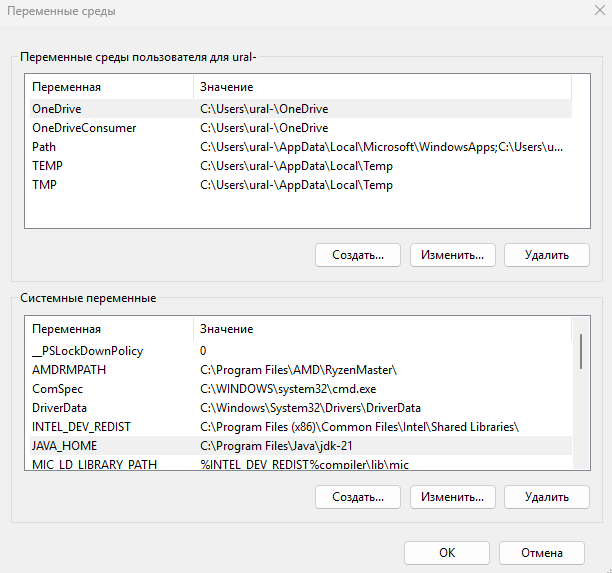 Переменные среды
Переменные среды пользователя для ural-
Переменная Значение
OneDrive C:\Users\ural-\OneDrive
OneDriveConsumer C:\Users\ural-\OneDrive
Path C:\Users\ural-\AppData\Local\Microsoft\WindowsApps;C:\Users\u...
TEMP C:\Users\ural-\AppData\Local\Temp
TMP C:\Users\ural-\AppData\Local\Temp
Создать... Изменить... Удалить
Системные переменные
Переменная Значение
__PSLockDownPolicy 0
AMDRMPATH C:\Program Files\AMD\RyzenMaster\
ComSpec C:\WINDOWS\system32\cmd.exe
DriverData C:\Windows\System32\Drivers\DriverData
INTEL_DEV_REDIST C:\Program Files (x86)\Common Files\Intel\Shared Libraries\
JAVA_HOME C:\Program Files\Java\jdk-21
MIC_LD_LIBRARY_PATH %INTEL_DEV_REDIST%compiler\lib\mic
Создать... Изменить... Удалить
ОК Отмена